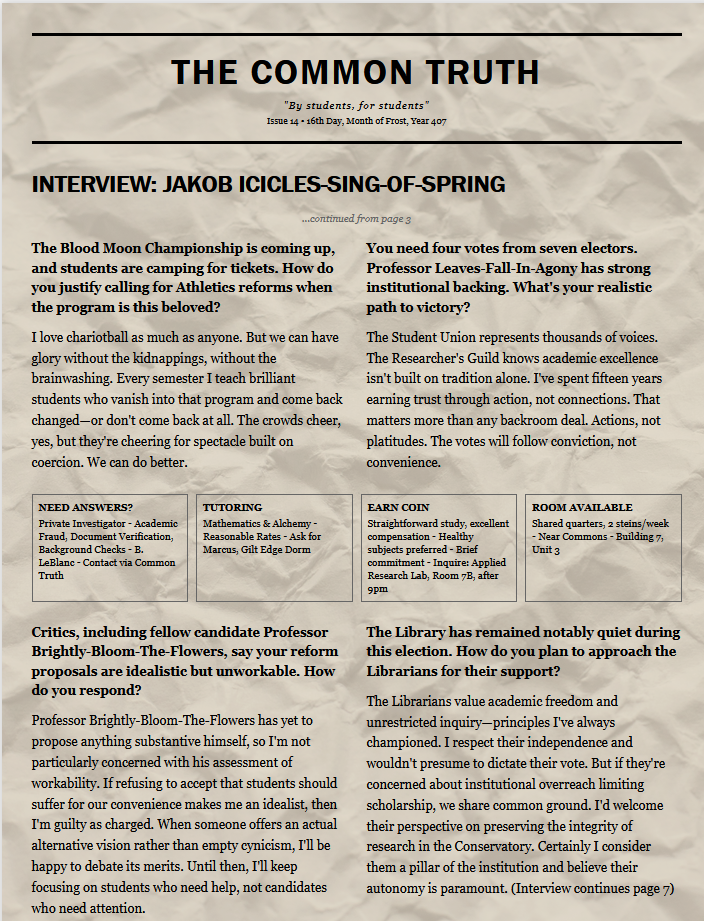 THE COMMON TRUTH
"By students, for students"
Issue 14 • 16th Day, Month of Frost, Year 407
INTERVIEW: JAKOB ICICLES-SING-OF-SPRING
...continued from page 3
The Blood Moon Championship is coming up,
and students are camping for tickets. How do
you justify calling for Athletics reforms when
the program is this beloved?
I love chariotball as much as anyone. But we can have
glory without the kidnappings, without the
brainwashing. Every semester I teach brilliant
students who vanish into that program and come back
changed—or don't come back at all. The crowds cheer,
yes, but they're cheering for spectacle built on
coercion. We can do better.
You need four votes from seven electors.
Professor Leaves-Fall-In-Agony has strong
institutional backing. What's your realistic
path to victory?
The Student Union represents thousands of voices.
The Researcher's Guild knows academic excellence
isn't built on tradition alone. I've spent fifteen years
earning trust through action, not connections. That
matters more than any backroom deal. Actions, not
platitudes. The votes will follow conviction, not
convenience.
NEED ANSWERS?
Private Investigator - Academic
Fraud, Document Verification,
Background Checks - B.
LeBlanc - Contact via Common
Truth
TUTORING
Mathematics & Alchemy -
Reasonable Rates - Ask for
Marcus, Gilt Edge Dorm
EARN COIN
Straightforward study, excellent
compensation - Healthy
subjects preferred - Brief
commitment - Inquire: Applied
Research Lab, Room 7B, after
9pm
ROOM AVAILABLE
Shared quarters, 2 steins/week
- Near Commons - Building 7,
Unit 3
Critics, including fellow candidate Professor
Brightly-Bloom-The-Flowers, say your reform
proposals are idealistic but unworkable. How
do you respond?
Professor Brightly-Bloom-The-Flowers has yet to
propose anything substantive himself, so I'm not
particularly concerned with his assessment of
workability. If refusing to accept that students should
suffer for our convenience makes me an idealist, then
I'm guilty as charged. When someone offers an actual
alternative vision rather than empty cynicism, I'll be
happy to debate its merits. Until then, I'll keep
focusing on students who need help, not candidates
who need attention.
The Library has remained notably quiet during
this election. How do you plan to approach the
Librarians for their support?
The Librarians value academic freedom and
unrestricted inquiry—principles I've always
championed. I respect their independence and
wouldn't presume to dictate their vote. But if they're
concerned about institutional overreach limiting
scholarship, we share common ground. I'd welcome
their perspective on preserving the integrity of
research in the Conservatory. Certainly I consider
them a pillar of the institution and believe their
autonomy is paramount. (Interview continues page 7)